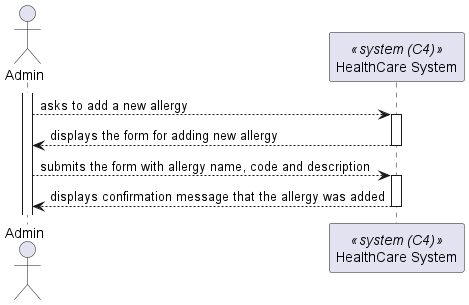 Admin
« system (C4) »
HealthCare System
asks to add a new allergy
displays the form for adding new allergy
submits the form with allergy name, code and description
displays confirmation message that the allergy was added
Admin
« system (C4) »
HealthCare System